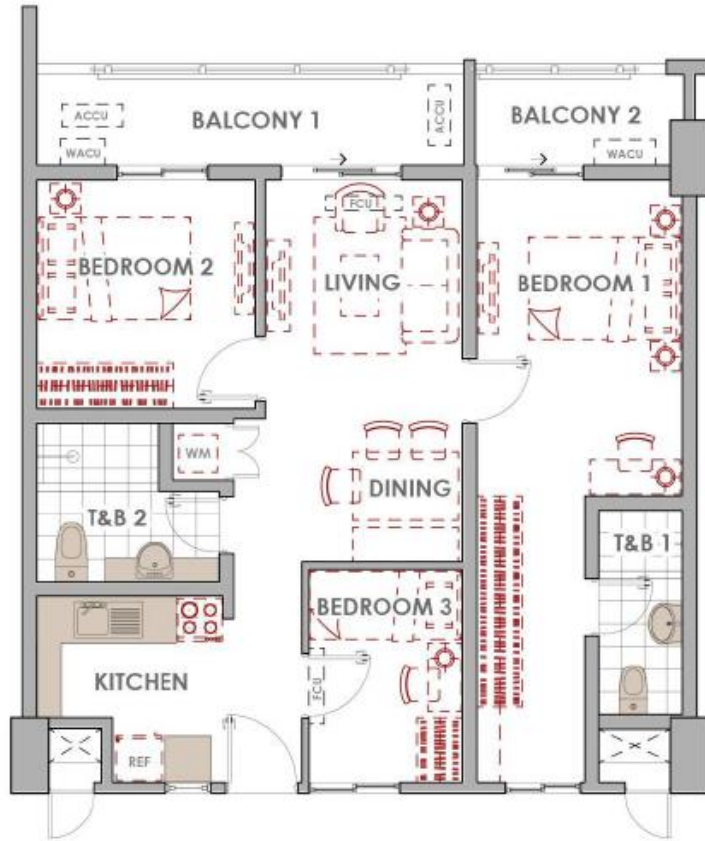 ACCU
WACU
BALCONY 1
ACCU
BALCONY 2
WACU
BEDROOM 2
FCU
LIVING
BEDROOM 1
WM
DINING
T&B 2
T&B 1
BEDROOM 3
KITCHEN
FCU
REF